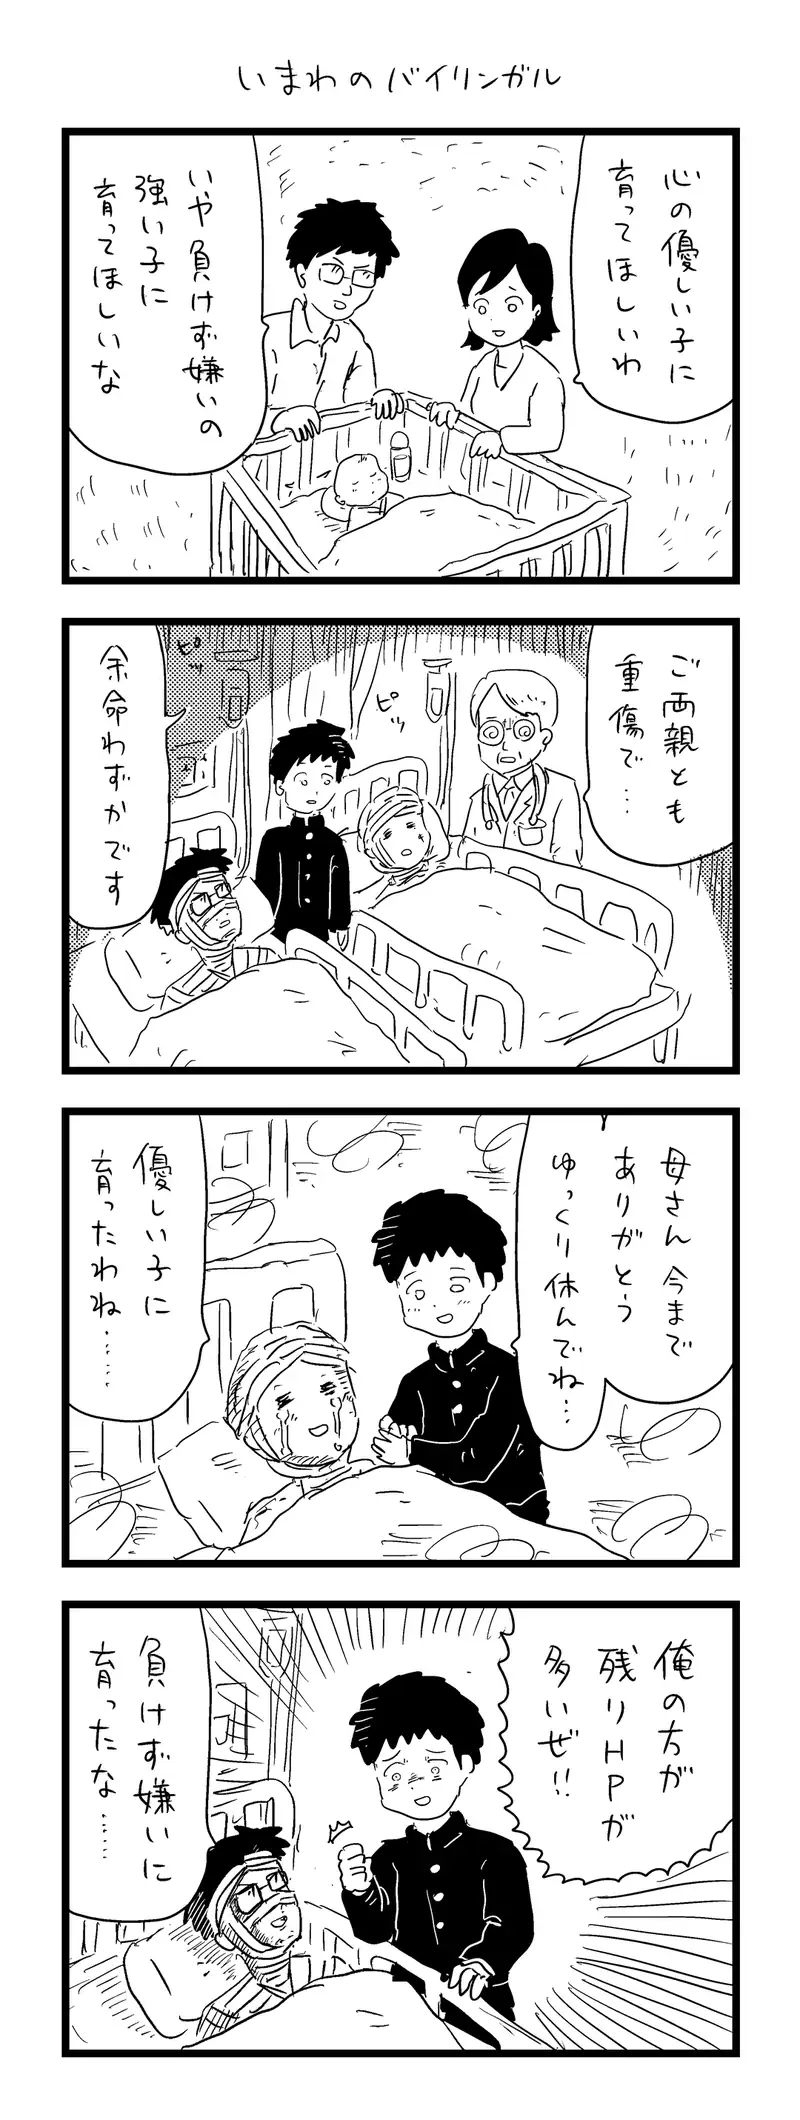 いまわのバイリンガル
心の優しい子に
育ってほしいわ
いや負けず嫌いの
強い子に
育ってほしいな
ご両親とも
重傷で…
ピッ
ピッ
余命わずかです
母さん今まで
ありがとう
ゆっくり休んでね…
優しい子に
育ったわね……
俺の方が
残りHPが
多いぜ!!
負けず嫌いに
育ったな……